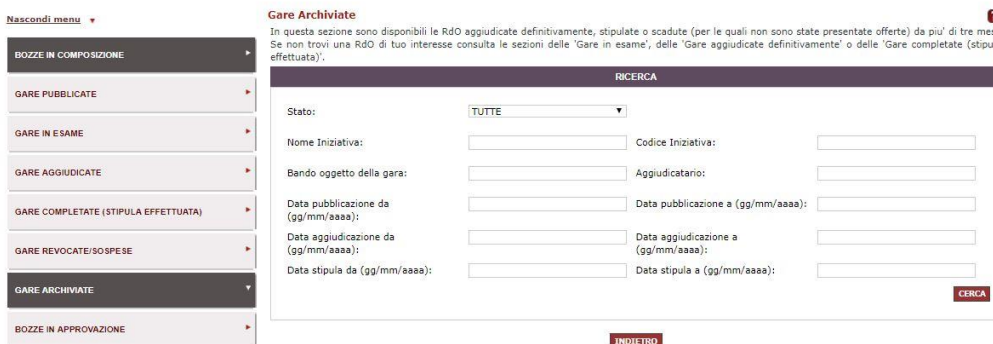 Nascondi menu
BOZZE IN COMPOSIZIONE
GARE PUBBLICATE
GARE IN ESAME
GARE AGGIUDICATE
GARE COMPLETATE (STIPULA EFFETTUATA)
GARE REVOCATE/SOSPESE
GARE ARCHIVIATE
BOZZE IN APPROVAZIONE
Gare Archiviate
In questa sezione sono disponibili le RdO aggiudicate definitivamente, stipulate o scadute (per le quali non sono state presentate offerte) da piu' di tre mes
Se non trovi una RdO di tuo interesse consulta le sezioni delle 'Gare in esame', delle 'Gare aggiudicate definitivamente' o delle 'Gare completate (stipu
effettuata)'.
RICERCA
Stato: TUTTE
Nome Iniziativa: Codice Iniziativa:
Bando oggetto della gara: Aggiudicatario:
Data pubblicazione da (gg/mm/aaaa): Data pubblicazione a (gg/mm/aaaa):
Data aggiudicazione da (gg/mm/aaaa): Data aggiudicazione a (gg/mm/aaaa):
Data stipula da (gg/mm/aaaa): Data stipula a (gg/mm/aaaa):
CERCA
INDIETRO